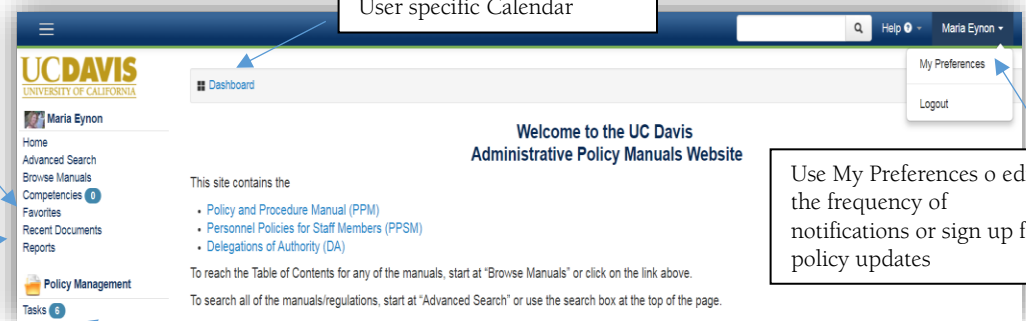 User specific Calendar
Help
Maria Eynon
My Preferences
Logout
UCDAVIS
UNIVERSITY OF CALIFORNIA
Maria Eynon
Home
Advanced Search
Browse Manuals
Competencies 0
Favorites
Recent Documents
Reports
Policy Management
Tasks 6
Dashboard
Welcome to the UC Davis
Administrative Policy Manuals Website
This site contains the
• Policy and Procedure Manual (PPM)
• Personnel Policies for Staff Members (PPSM)
• Delegations of Authority (DA)
To reach the Table of Contents for any of the manuals, start at "Browse Manuals" or click on the link above.
To search all of the manuals/regulations, start at "Advanced Search" or use the search box at the top of the page.
Use My Preferences o ed
the frequency of
notifications or sign up f
policy updates